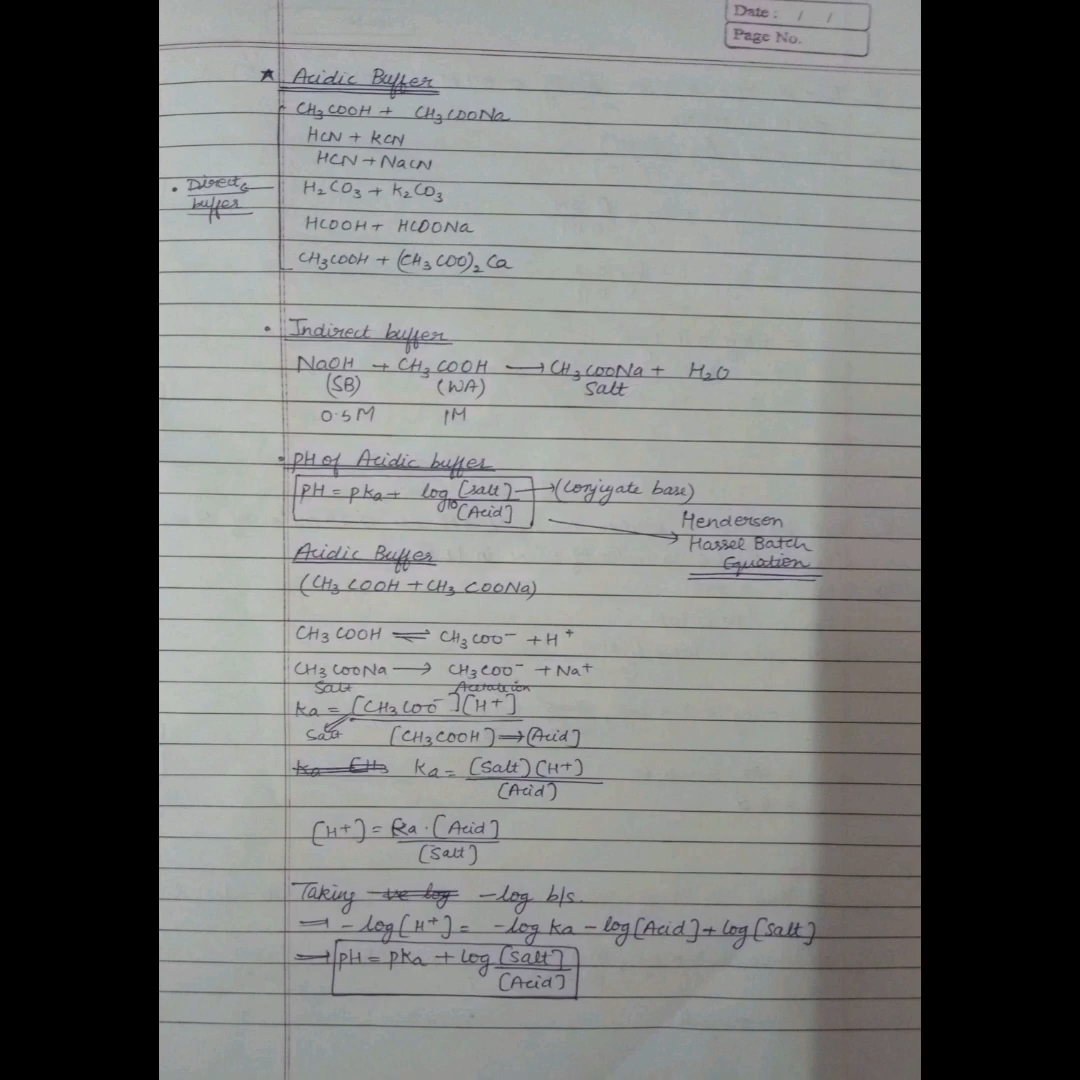 Date : / /
Page No.
★ Acidic Buffer
CH₃COOH + CH₃COONa
HCN + KCN
HCN + NaCN
• Direct
buffer
H₂CO₃ + K₂CO₃
HCOOH + HCOONa
CH₃COOH + (CH₃COO)₂Ca
• Indirect buffer
NaOH + CH₃COOH ⟶ CH₃COONa + H₂O
(SB) (WA) Salt
0.5M 1M
• pH of Acidic buffer
pH = pKa + log₁₀ [Salt] → (Conjugate base)
[Acid]
Henderson
Hassel Batch
Equation
Acidic Buffer
(CH₃COOH + CH₃COONa)
CH₃COOH ⇌ CH₃COO⁻ + H⁺
CH₃COONa ⟶ CH₃COO⁻ + Na⁺
Salt Acetate ion
Ka = [CH₃COO⁻][H⁺]
Salt [CH₃COOH] → [Acid]
Ka = [Salt][H⁺]
[Acid]
[H⁺] = Ka · [Acid]
[Salt]
Taking -log b/s.
⇒ -log[H⁺] = -log Ka - log[Acid] + log[Salt]
⇒ pH = pKa + log [Salt]
[Acid]